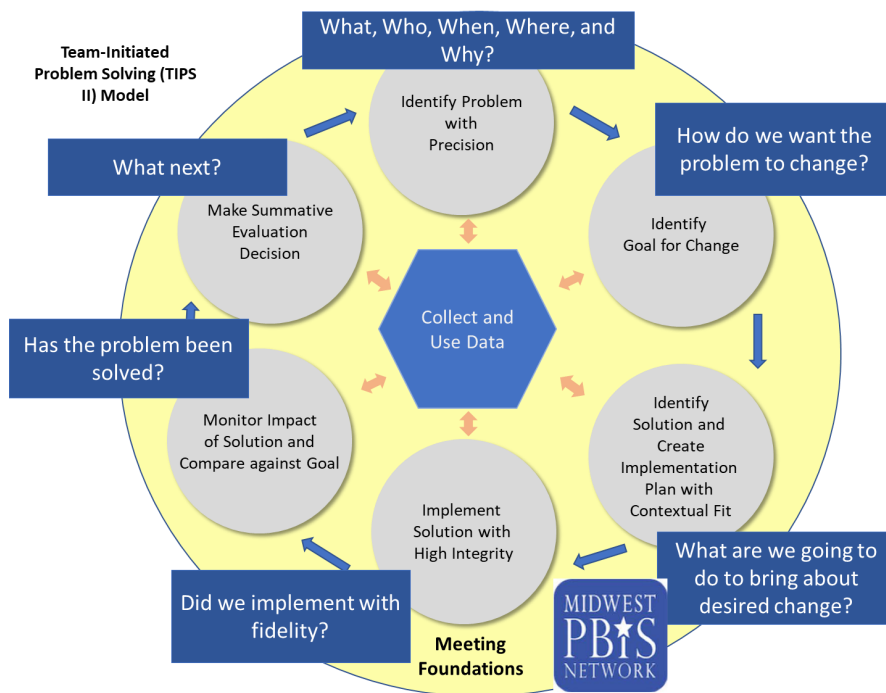 Team-Initiated
Problem Solving (TIPS
II) Model
What, Who, When, Where, and
Why?
Identify Problem
with
Precision
How do we want the
problem to change?
Identify
Goal for Change
What next?
Make Summative
Evaluation
Decision
Collect and
Use Data
Has the problem been
solved?
Monitor Impact
of Solution and
Compare against Goal
Identify
Solution and
Create
Implementation
Plan with
Contextual Fit
Implement
Solution with
High Integrity
What are we going to
do to bring about
desired change?
Did we implement with
fidelity?
Meeting
Foundations
MIDWEST
PBIS
NETWORK